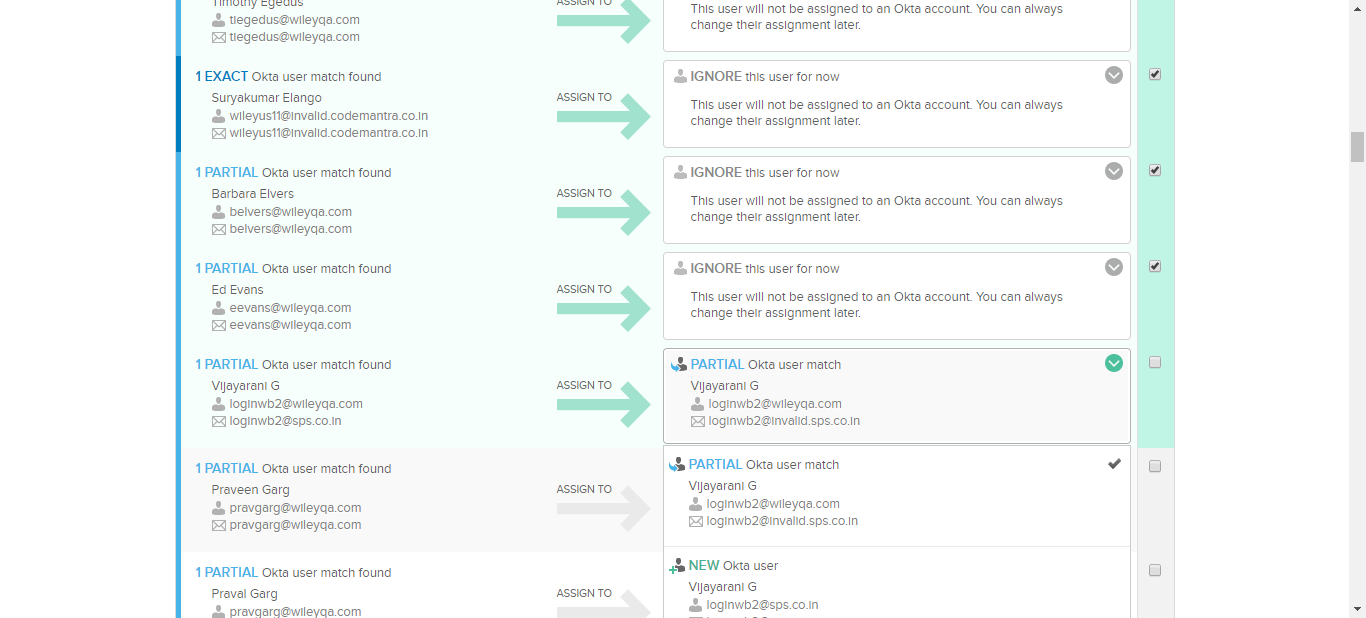 Timothy Egedus
tlegedus@wileyqa.com
tlegedus@wileyqa.com
ASSIGN TO
This user will not be assigned to an Okta account. You can always
change their assignment later.
1 EXACT Okta user match found
Suryakumar Elango
wileyus11@invalid.codemantra.co.in
wileyus11@invalid.codemantra.co.in
ASSIGN TO
IGNORE this user for now
This user will not be assigned to an Okta account. You can always
change their assignment later.
1 PARTIAL Okta user match found
Barbara Elvers
belvers@wileyqa.com
belvers@wileyqa.com
ASSIGN TO
IGNORE this user for now
This user will not be assigned to an Okta account. You can always
change their assignment later.
1 PARTIAL Okta user match found
Ed Evans
eevans@wileyqa.com
eevans@wileyqa.com
ASSIGN TO
IGNORE this user for now
This user will not be assigned to an Okta account. You can always
change their assignment later.
1 PARTIAL Okta user match found
Vijayarani G
loginwb2@wileyqa.com
loginwb2@sps.co.in
ASSIGN TO
PARTIAL Okta user match
Vijayarani G
loginwb2@wileyqa.com
loginwb2@invalid.sps.co.in
1 PARTIAL Okta user match found
Praveen Garg
pravgarg@wileyqa.com
pravgarg@wileyqa.com
ASSIGN TO
PARTIAL Okta user match
Vijayarani G
loginwb2@wileyqa.com
loginwb2@invalid.sps.co.in
1 PARTIAL Okta user match found
Praval Garg
pravgarg@wileyqa.com
ASSIGN TO
NEW Okta user
Vijayarani G
loginwb2@sps.co.in